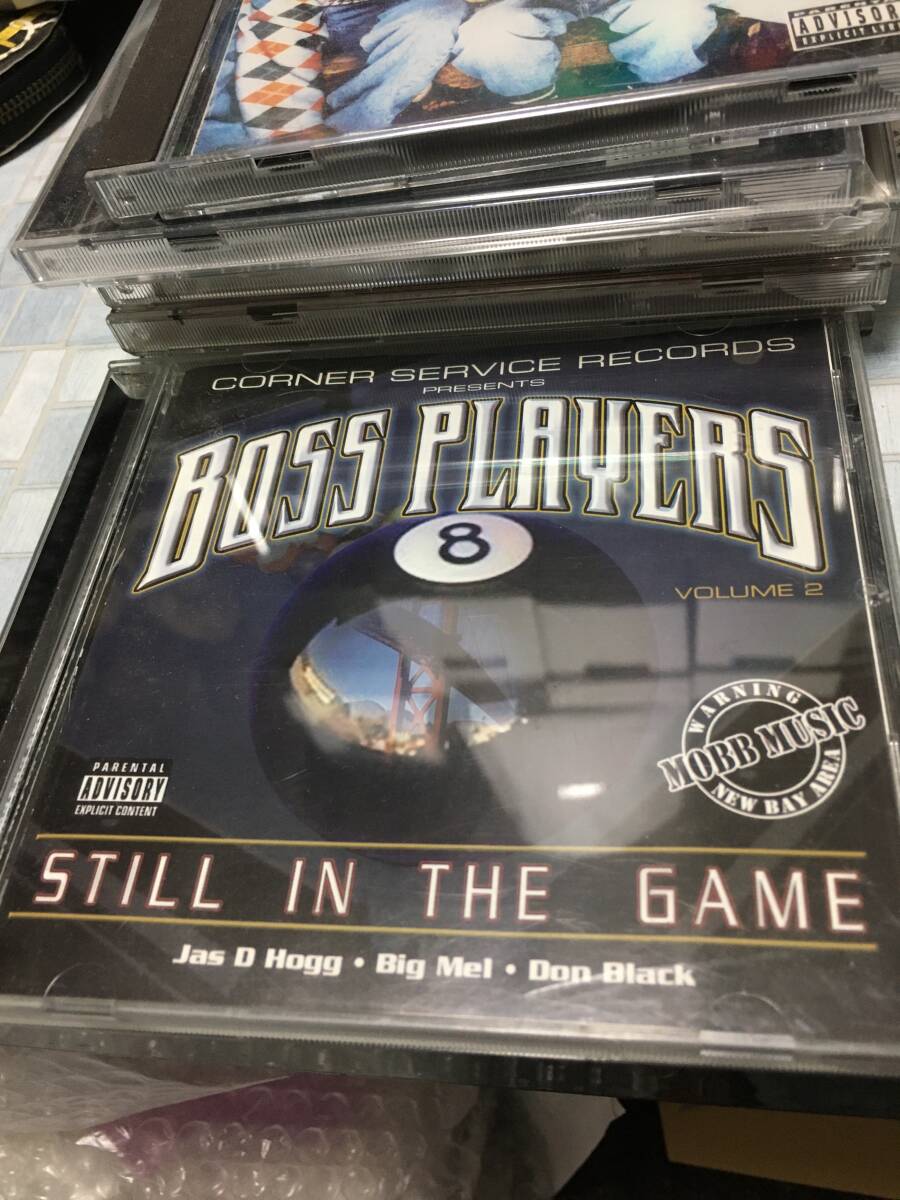 ADVISOR
CORNER SERVICE RECORDS
PRESENTS
BOSS PLAYERS
8
VOLUME 2
WARNING
MOBB MUSIC
NEW BAY AREA
PARENTAL
ADVISORY
EXPLICIT CONTENT
STILL IN THE GAME
Jas D Hogg • Big Mel • Don Black